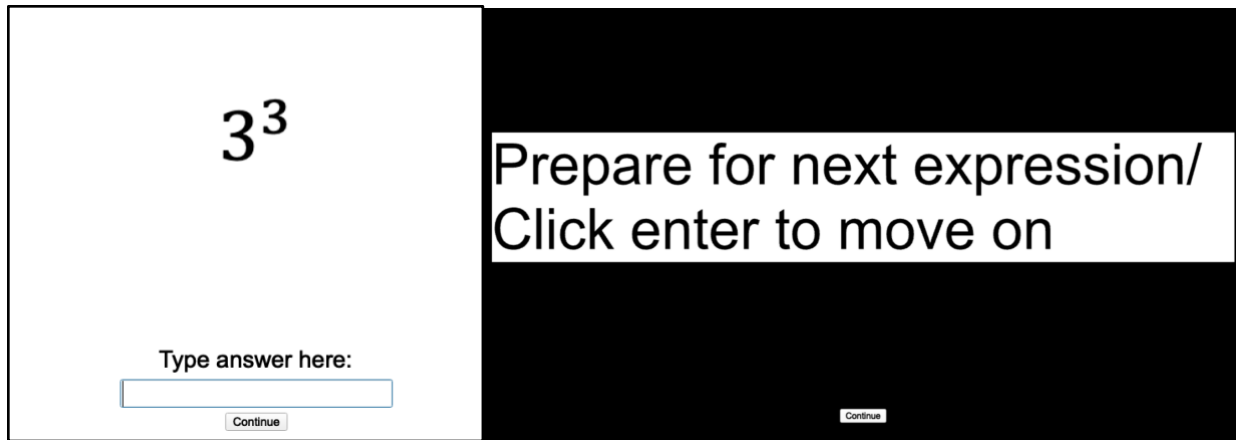 3³
Type answer here:
Continue
Prepare for next expression/
Click enter to move on
Continue